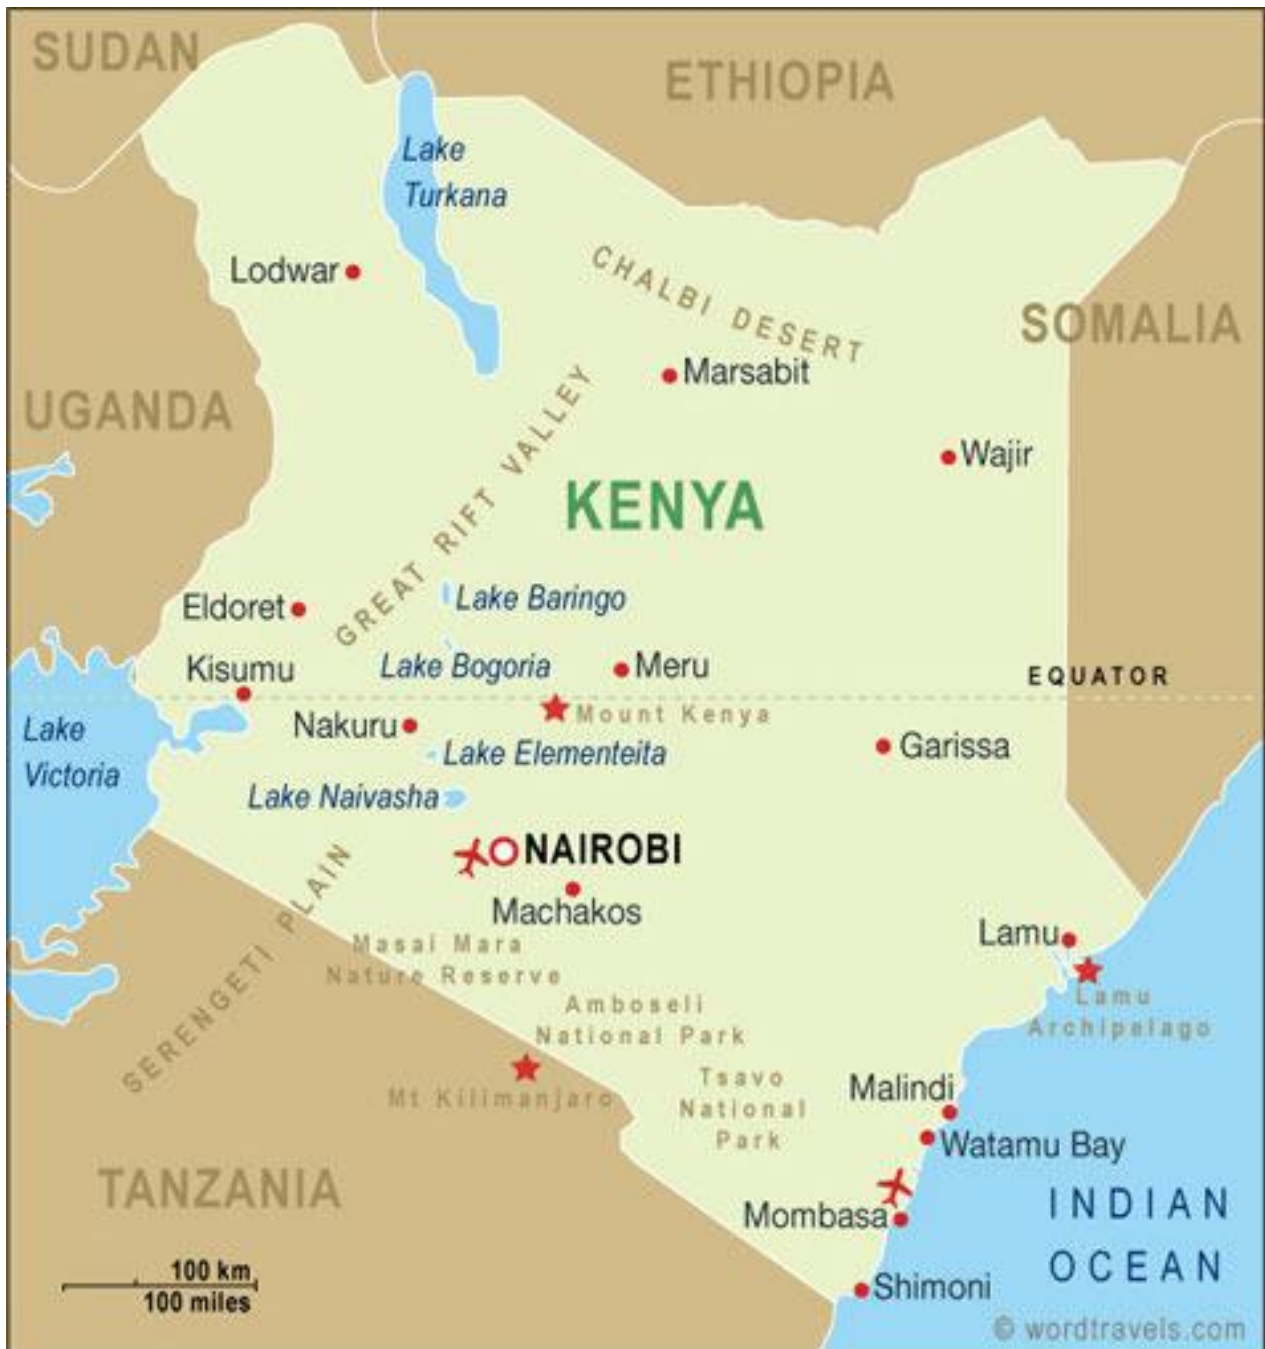 SUDAN
ETHIOPIA
Lake
Turkana
Lodwar
CHALBI DESERT
SOMALIA
Marsabit
UGANDA
GREAT RIFT VALLEY
Wajir
KENYA
Eldoret
Lake Baringo
Kisumu
Lake Bogoria
Meru
EQUATOR
Lake
Victoria
Nakuru
Mount Kenya
Lake Elementeita
Garissa
Lake Naivasha
NAIROBI
Machakos
SERENGETI PLAIN
Masai Mara
Nature Reserve
Lamu
Lamu
Archipelago
Amboseli
National Park
Mt Kilimanjaro
Tsavo
National
Park
Malindi
Watamu Bay
TANZANIA
Mombasa
INDIAN
OCEAN
100 km
100 miles
Shimoni
© wordtravels.com